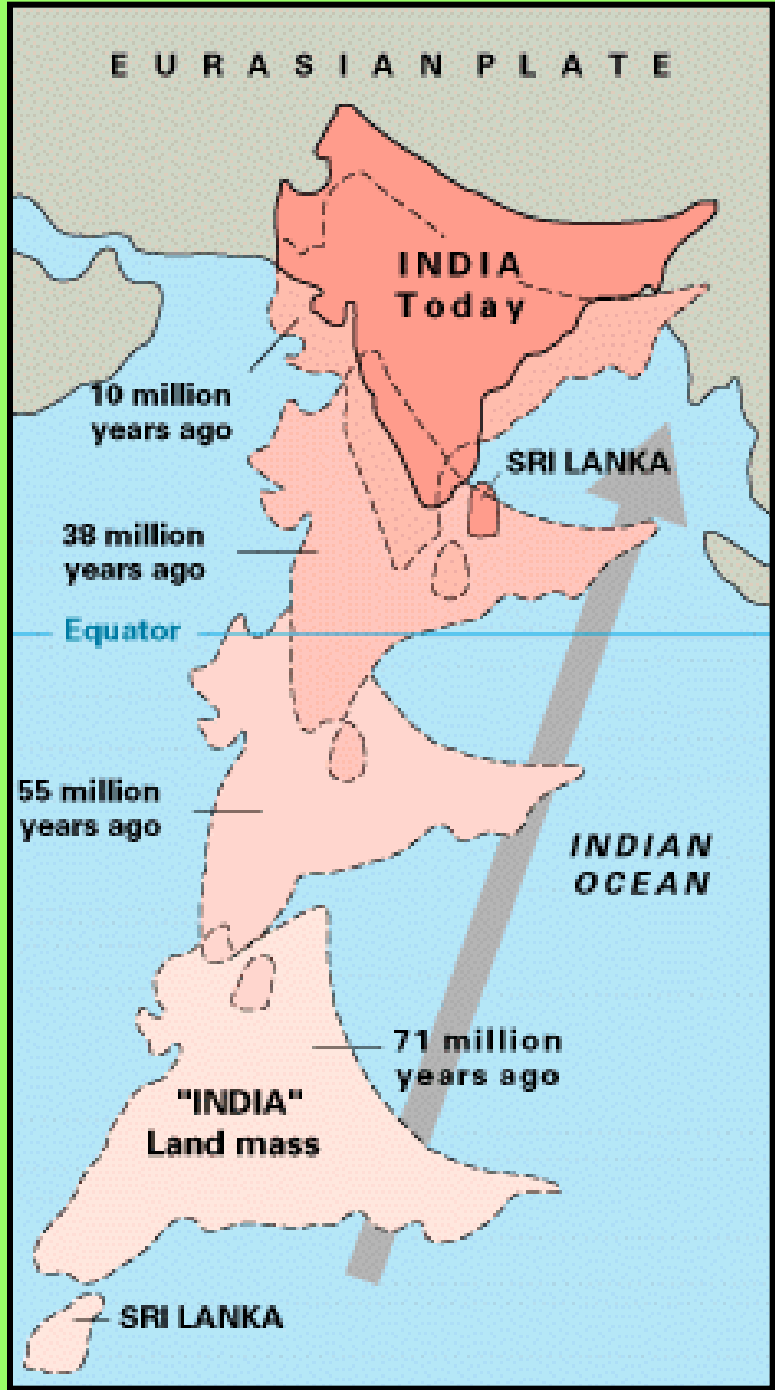 EURASIAN PLATE
INDIA
Today
10 million
years ago
SRI LANKA
38 million
years ago
Equator
55 million
years ago
INDIAN
OCEAN
71 million
years ago
"INDIA"
Land mass
SRI LANKA